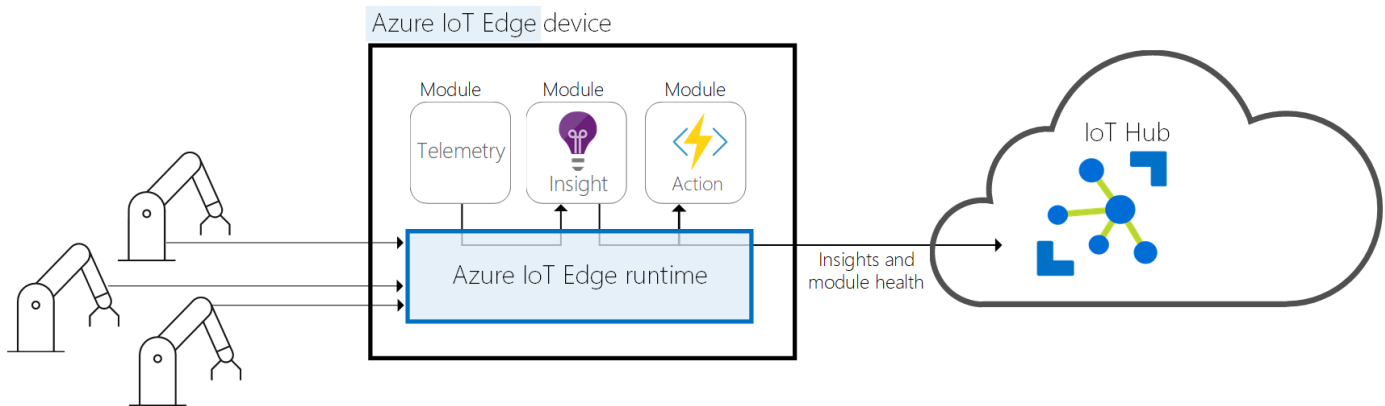 Azure IoT Edge device
Module
Module
Module
Telemetry
Insight
Action
Azure IoT Edge runtime
Insights and
module health
IoT Hub